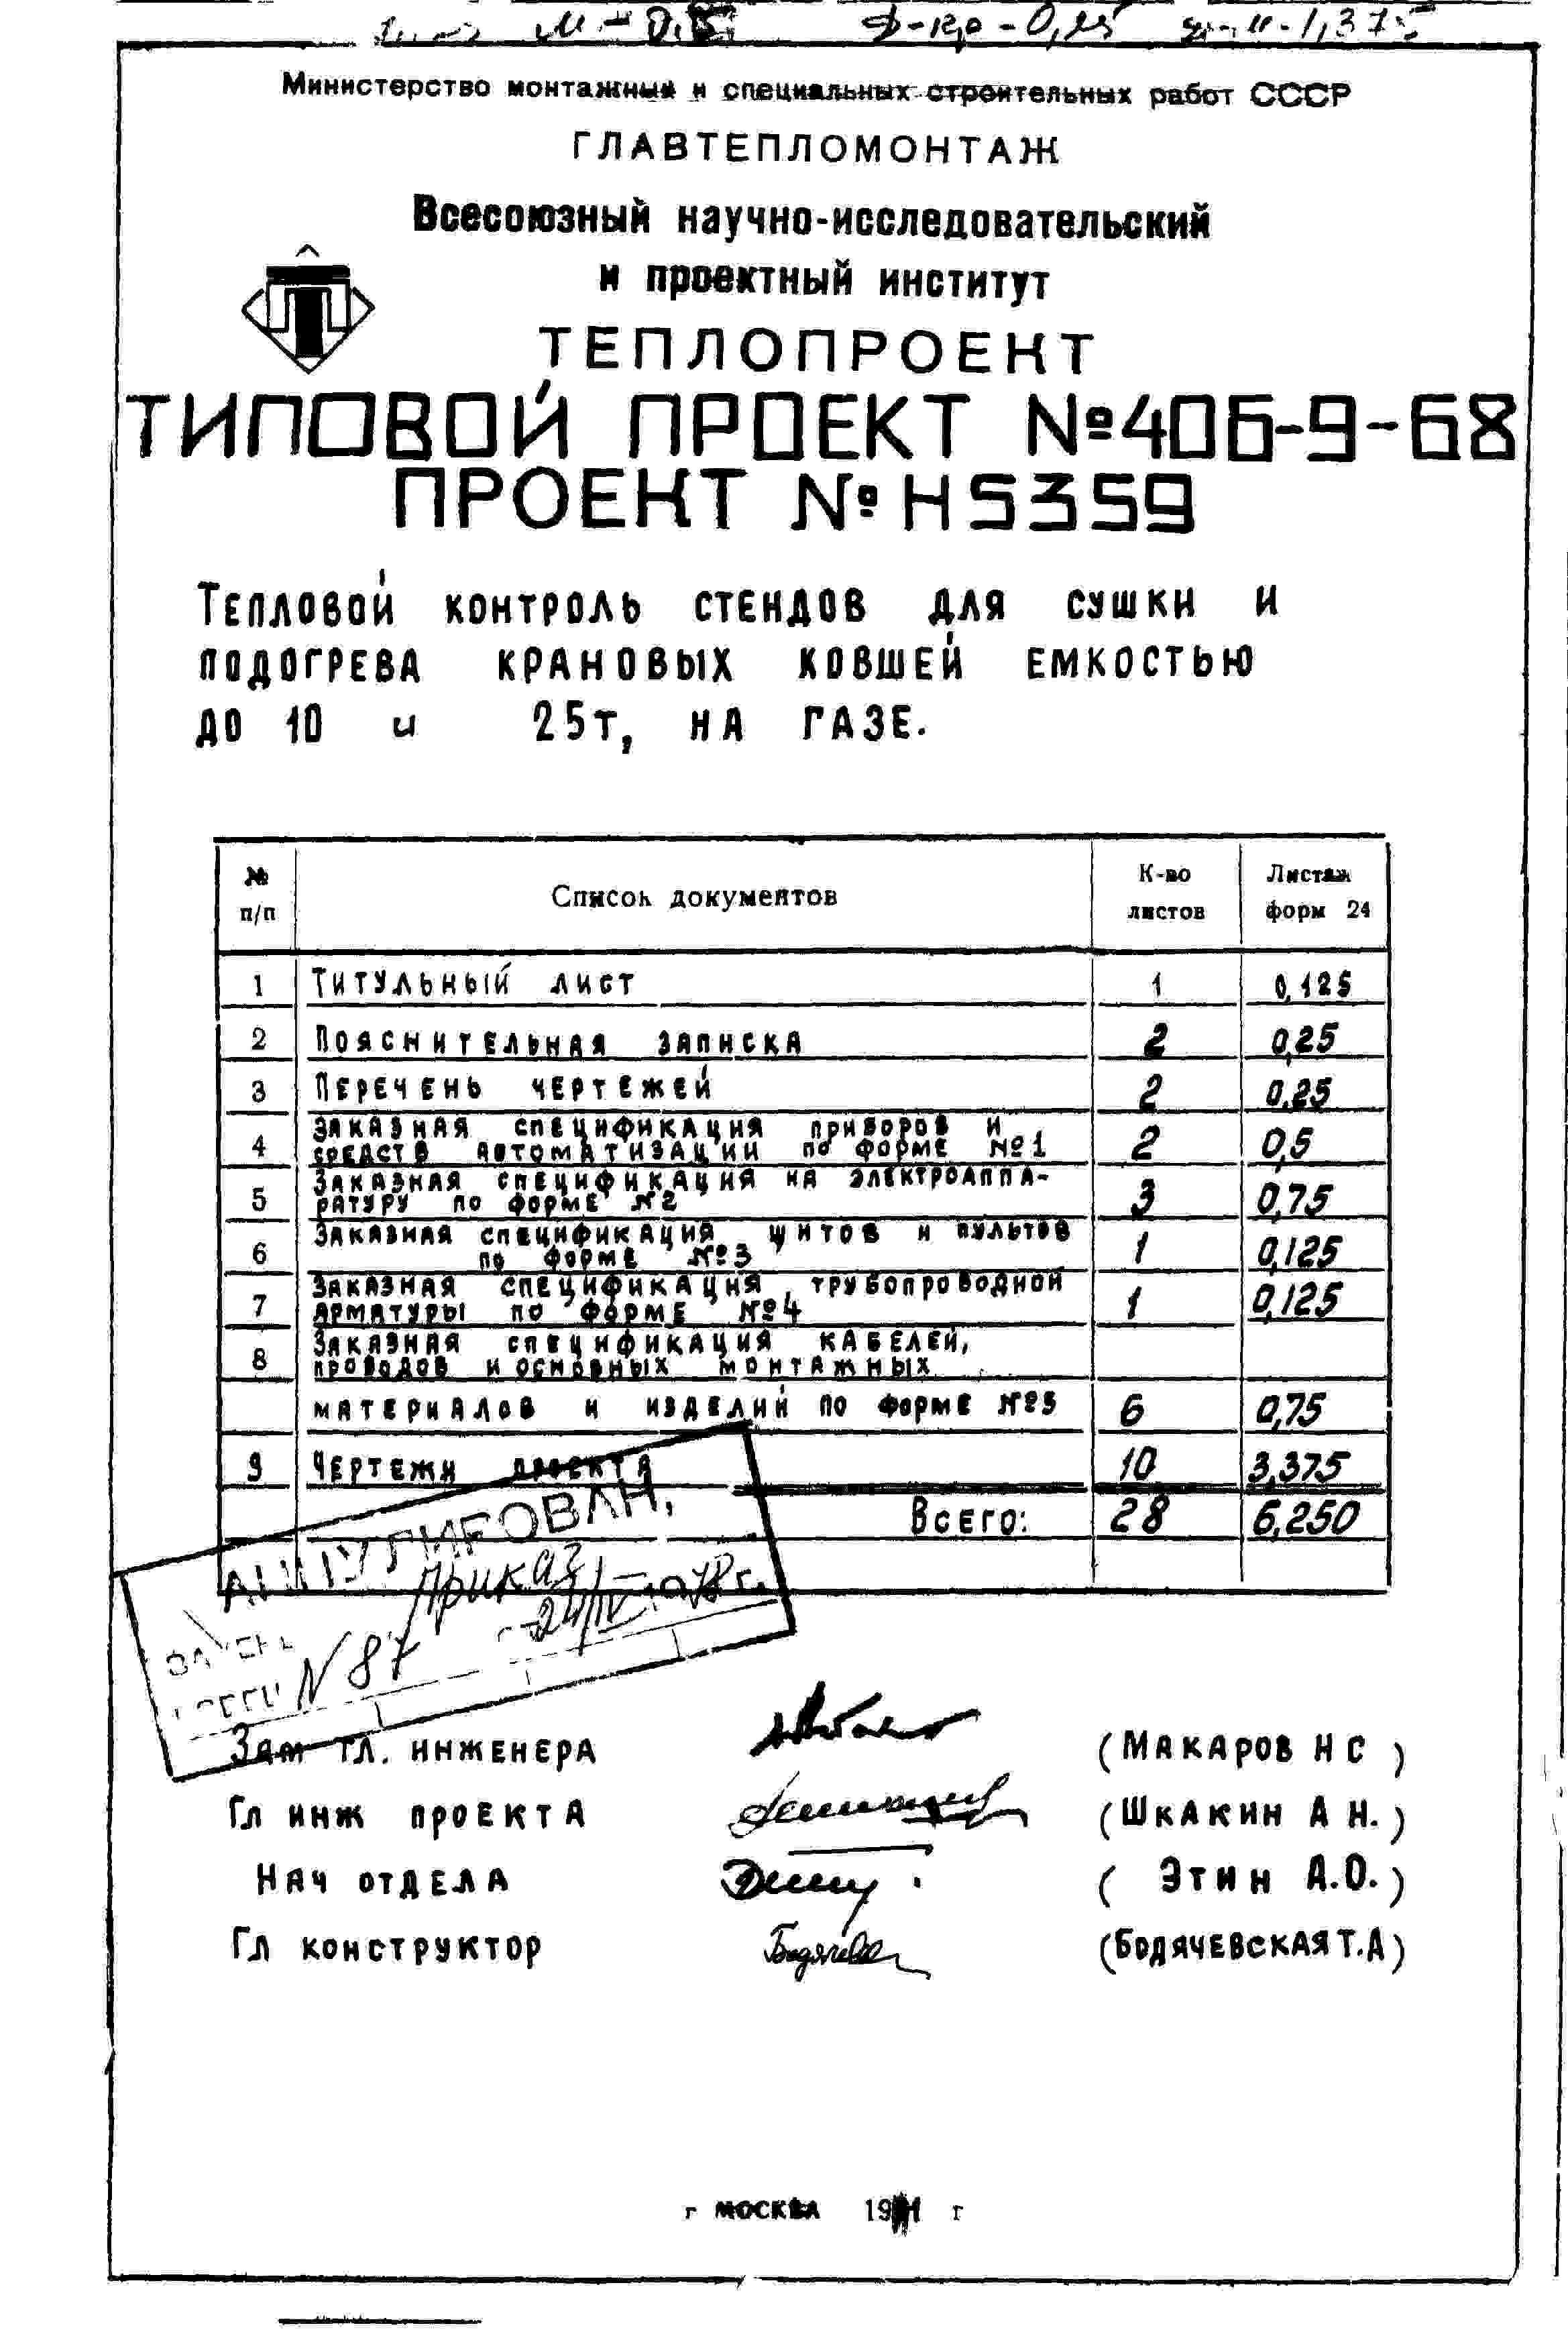 Министерство монтажных и специальных строительных работ СССР
ГЛАВТЕПЛОМОНТАЖ
Всесоюзный научно-исследовательский
и проектный институт
ТЕПЛОПРОЕКТ
ТИПОВОЙ ПРОЕКТ №406-9-68
ПРОЕКТ № Н5359
ТЕПЛОВОЙ КОНТРОЛЬ СТЕНДОВ ДЛЯ СУШКИ И
ПОДОГРЕВА КРАНОВЫХ КОВШЕЙ ЕМКОСТЬЮ
ДО 10 и 25т, НА ГАЗЕ.
№ п/п Список документов К-во листов Листаж форм 24
1 ТИТУЛЬНЫЙ ЛИСТ 1 0,125
2 ПОЯСНИТЕЛЬНАЯ ЗАПИСКА 2 0,25
3 ПЕРЕЧЕНЬ ЧЕРТЕЖЕЙ 2 0,25
4 ЗАКАЗНАЯ СПЕЦИФИКАЦИЯ ПРИБОРОВ И
СРЕДСТВ АВТОМАТИЗАЦИИ ПО ФОРМЕ №1 2 0,5
5 ЗАКАЗНАЯ СПЕЦИФИКАЦИЯ НА ЭЛЕКТРОАППА-
РАТУРУ ПО ФОРМЕ №2 3 0,75
6 ЗАКАЗНАЯ СПЕЦИФИКАЦИЯ ЩИТОВ И ПУЛЬТОВ
ПО ФОРМЕ №3 1 0,125
7 ЗАКАЗНАЯ СПЕЦИФИКАЦИЯ ТРУБОПРОВОДНОЙ
АРМАТУРЫ ПО ФОРМЕ №4 1 0,125
8 ЗАКАЗНАЯ СПЕЦИФИКАЦИЯ КАБЕЛЕЙ,
ПРОВОДОВ И ОСНОВНЫХ МОНТАЖНЫХ
МАТЕРИАЛОВ И ИЗДЕЛИЙ ПО ФОРМЕ №5 6 0,75
9 ЧЕРТЕЖИ ПРОЕКТА 10 3,375
ВСЕГО: 28 6,250
АННУЛИРОВАН,
Приказ
N 87 24/IV 1978 г.
ЗАМ ГЛ. ИНЖЕНЕРА (МАКАРОВ Н С)
ГЛ ИНЖ ПРОЕКТА (ШКАКИН А Н.)
НАЧ ОТДЕЛА (ЭТИН А.О.)
ГЛ КОНСТРУКТОР (БОДЯЧЕВСКАЯ Т.А)
г МОСКВА г